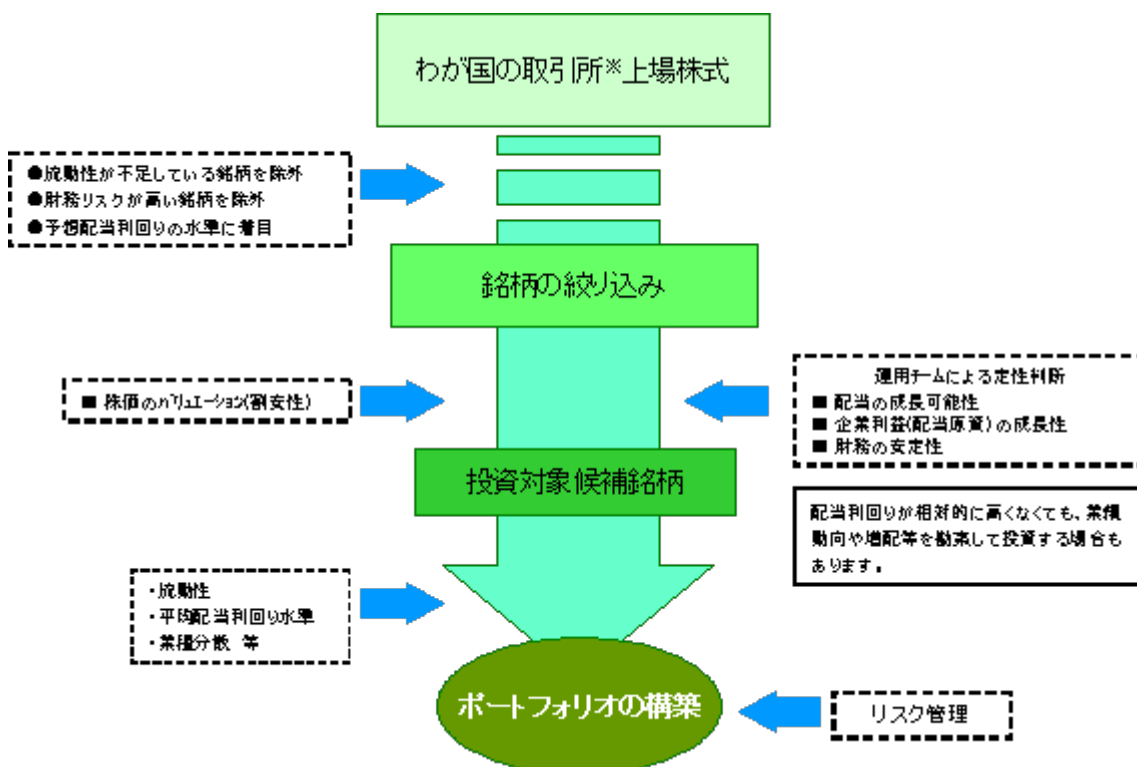 わが国の取引所※上場株式
●流動性が不足している銘柄を除外
●財務リスクが高い銘柄を除外
●予想配当利回りの水準に着目
銘柄の絞り込み
■ 株価のバリュエーション(割安性)
運用チームによる定性判断
■ 配当の成長可能性
■ 企業利益(配当原資)の成長性
■ 財務の安定性
投資対象候補銘柄
配当利回りが相対的に高くなくても、業績
動向や増配等を勘案して投資する場合も
あります。
・流動性
・平均配当利回り水準
・業種分散 等
ポートフォリオの構築
リスク管理